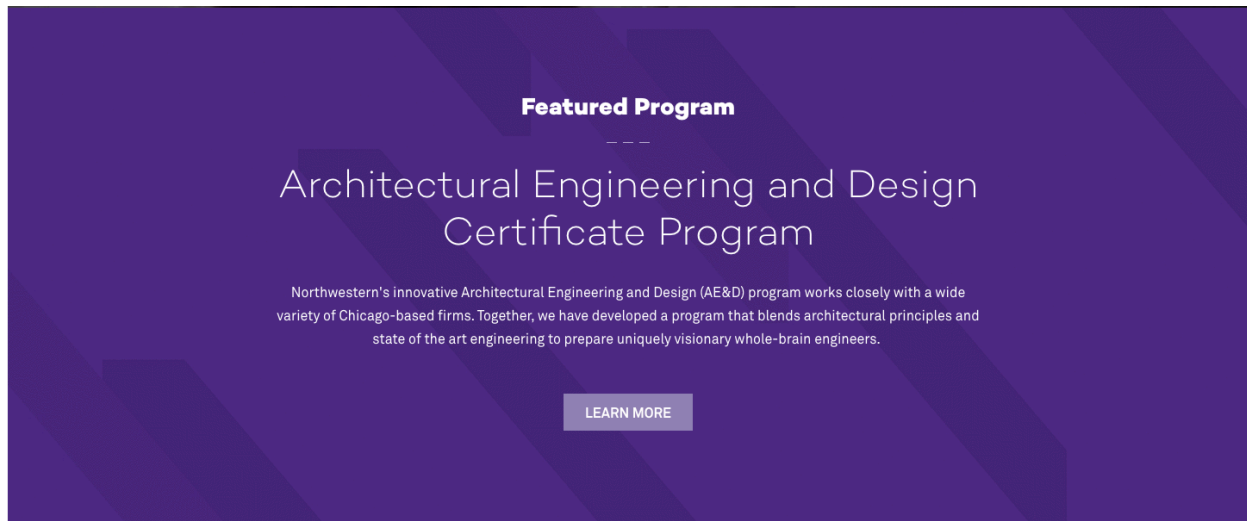 Featured Program
Architectural Engineering and Design
Certificate Program
Northwestern's innovative Architectural Engineering and Design (AE&D) program works closely with a wide
variety of Chicago-based firms. Together, we have developed a program that blends architectural principles and
state of the art engineering to prepare uniquely visionary whole-brain engineers.
LEARN MORE